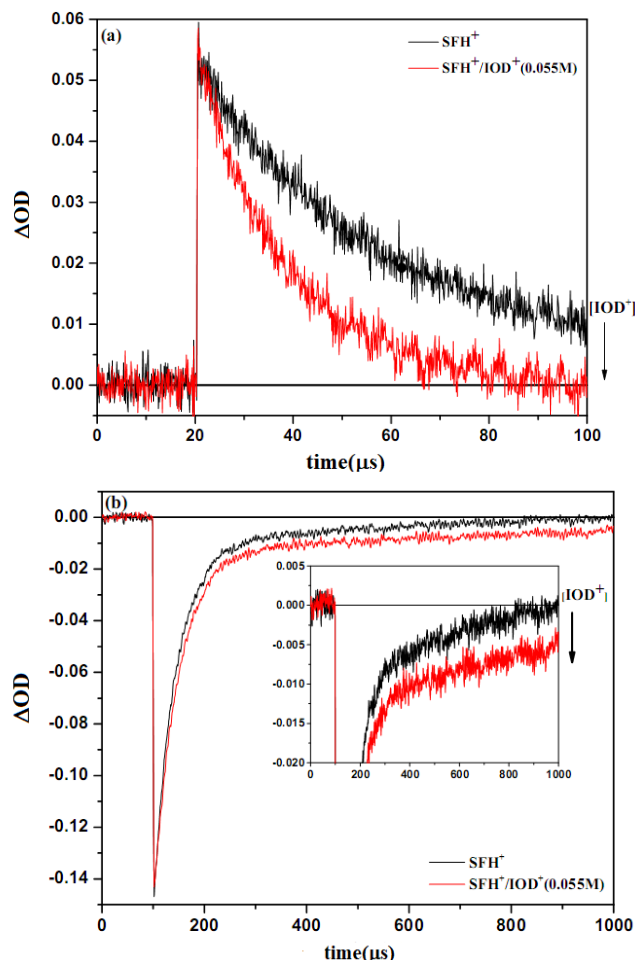 (a)
SFH+
SFH+/IOD+(0.055M)
0.06
0.05
0.04
0.03
0.02
0.01
0.00
ΔOD
[IOD+]
0 20 40 60 80 100
time(μs)
(b)
0.00
-0.02
-0.04
-0.06
-0.08
-0.10
-0.12
-0.14
ΔOD
0.005
0.000
-0.005
-0.010
-0.015
-0.020
0 200 400 600 800 1000
[IOD+]
SFH+
SFH+/IOD+(0.055M)
0 200 400 600 800 1000
time(μs)